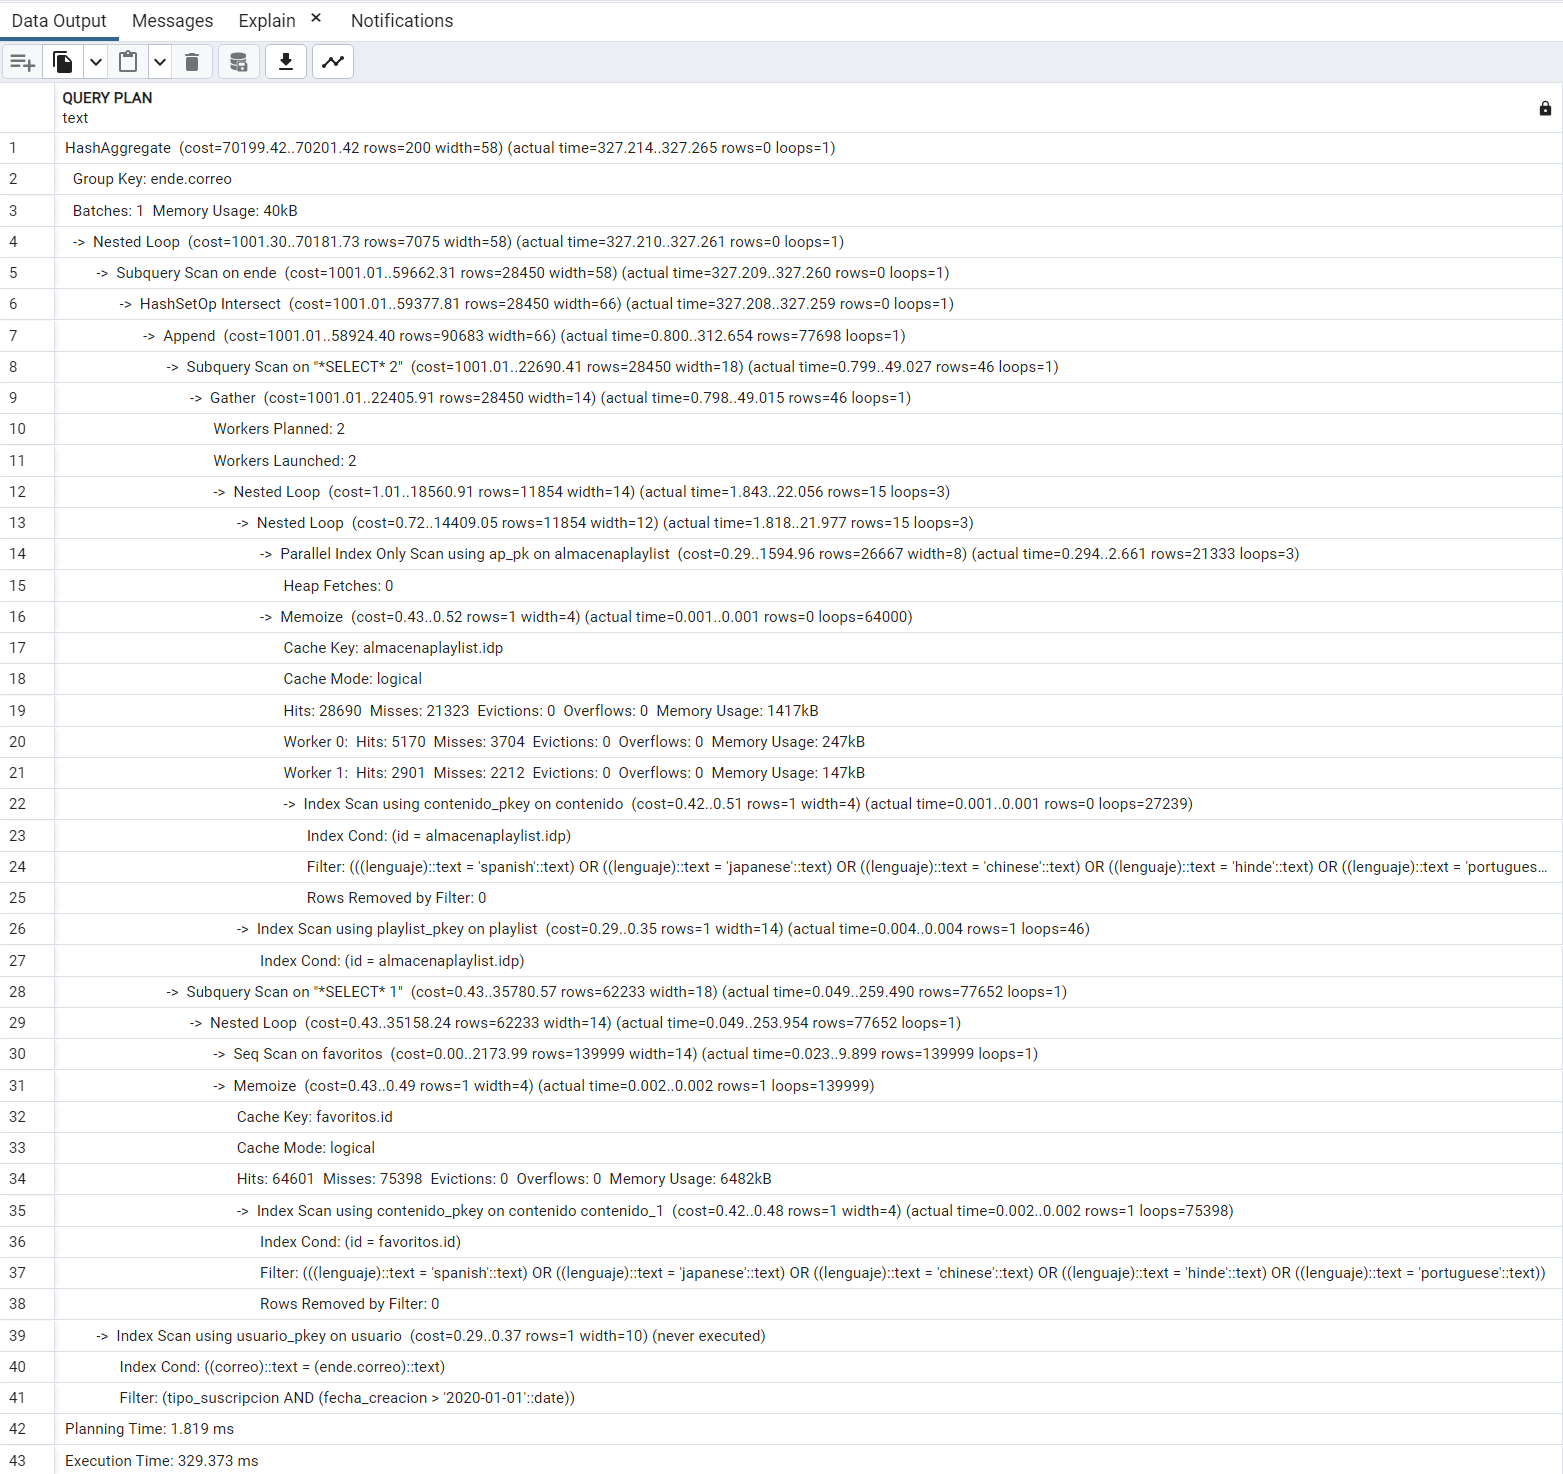 Data Output Messages Explain × Notifications
QUERY PLAN
text
1 HashAggregate (cost=70199.42..70201.42 rows=200 width=58) (actual time=327.214..327.265 rows=0 loops=1)
2 Group Key: ende.correo
3 Batches: 1 Memory Usage: 40kB
4 -> Nested Loop (cost=1001.30..70181.73 rows=7075 width=58) (actual time=327.210..327.261 rows=0 loops=1)
5 -> Subquery Scan on ende (cost=1001.01..59662.31 rows=28450 width=58) (actual time=327.209..327.260 rows=0 loops=1)
6 -> HashSetOp Intersect (cost=1001.01..59377.81 rows=28450 width=66) (actual time=327.208..327.259 rows=0 loops=1)
7 -> Append (cost=1001.01..58924.40 rows=90683 width=66) (actual time=0.800..312.654 rows=77698 loops=1)
8 -> Subquery Scan on "*SELECT* 2" (cost=1001.01..22690.41 rows=28450 width=18) (actual time=0.799..49.027 rows=46 loops=1)
9 -> Gather (cost=1001.01..22405.91 rows=28450 width=14) (actual time=0.798..49.015 rows=46 loops=1)
10 Workers Planned: 2
11 Workers Launched: 2
12 -> Nested Loop (cost=1.01..18560.91 rows=11854 width=14) (actual time=1.843..22.056 rows=15 loops=3)
13 -> Nested Loop (cost=0.72..14409.05 rows=11854 width=12) (actual time=1.818..21.977 rows=15 loops=3)
14 -> Parallel Index Only Scan using ap_pk on almacenaplaylist (cost=0.29..1594.96 rows=26667 width=8) (actual time=0.294..2.661 rows=21333 loops=3)
15 Heap Fetches: 0
16 -> Memoize (cost=0.43..0.52 rows=1 width=4) (actual time=0.001..0.001 rows=0 loops=64000)
17 Cache Key: almacenaplaylist.idp
18 Cache Mode: logical
19 Hits: 28690 Misses: 21323 Evictions: 0 Overflows: 0 Memory Usage: 1417kB
20 Worker 0: Hits: 5170 Misses: 3704 Evictions: 0 Overflows: 0 Memory Usage: 247kB
21 Worker 1: Hits: 2901 Misses: 2212 Evictions: 0 Overflows: 0 Memory Usage: 147kB
22 -> Index Scan using contenido_pkey on contenido (cost=0.42..0.51 rows=1 width=4) (actual time=0.001..0.001 rows=0 loops=27239)
23 Index Cond: (id = almacenaplaylist.idp)
24 Filter: (((lenguaje)::text = 'spanish'::text) OR ((lenguaje)::text = 'japanese'::text) OR ((lenguaje)::text = 'chinese'::text) OR ((lenguaje)::text = 'hinde'::text) OR ((lenguaje)::text = 'portugues...
25 Rows Removed by Filter: 0
26 -> Index Scan using playlist_pkey on playlist (cost=0.29..0.35 rows=1 width=14) (actual time=0.004..0.004 rows=1 loops=46)
27 Index Cond: (id = almacenaplaylist.idp)
28 -> Subquery Scan on "*SELECT* 1" (cost=0.43..35780.57 rows=62233 width=18) (actual time=0.049..259.490 rows=77652 loops=1)
29 -> Nested Loop (cost=0.43..35158.24 rows=62233 width=14) (actual time=0.049..253.954 rows=77652 loops=1)
30 -> Seq Scan on favoritos (cost=0.00..2173.99 rows=139999 width=14) (actual time=0.023..9.899 rows=139999 loops=1)
31 -> Memoize (cost=0.43..0.49 rows=1 width=4) (actual time=0.002..0.002 rows=1 loops=139999)
32 Cache Key: favoritos.id
33 Cache Mode: logical
34 Hits: 64601 Misses: 75398 Evictions: 0 Overflows: 0 Memory Usage: 6482kB
35 -> Index Scan using contenido_pkey on contenido contenido_1 (cost=0.42..0.48 rows=1 width=4) (actual time=0.002..0.002 rows=1 loops=75398)
36 Index Cond: (id = favoritos.id)
37 Filter: (((lenguaje)::text = 'spanish'::text) OR ((lenguaje)::text = 'japanese'::text) OR ((lenguaje)::text = 'chinese'::text) OR ((lenguaje)::text = 'hinde'::text) OR ((lenguaje)::text = 'portuguese'::text))
38 Rows Removed by Filter: 0
39 -> Index Scan using usuario_pkey on usuario (cost=0.29..0.37 rows=1 width=10) (never executed)
40 Index Cond: ((correo)::text = (ende.correo)::text)
41 Filter: (tipo_suscripcion AND (fecha_creacion > '2020-01-01'::date))
42 Planning Time: 1.819 ms
43 Execution Time: 329.373 ms